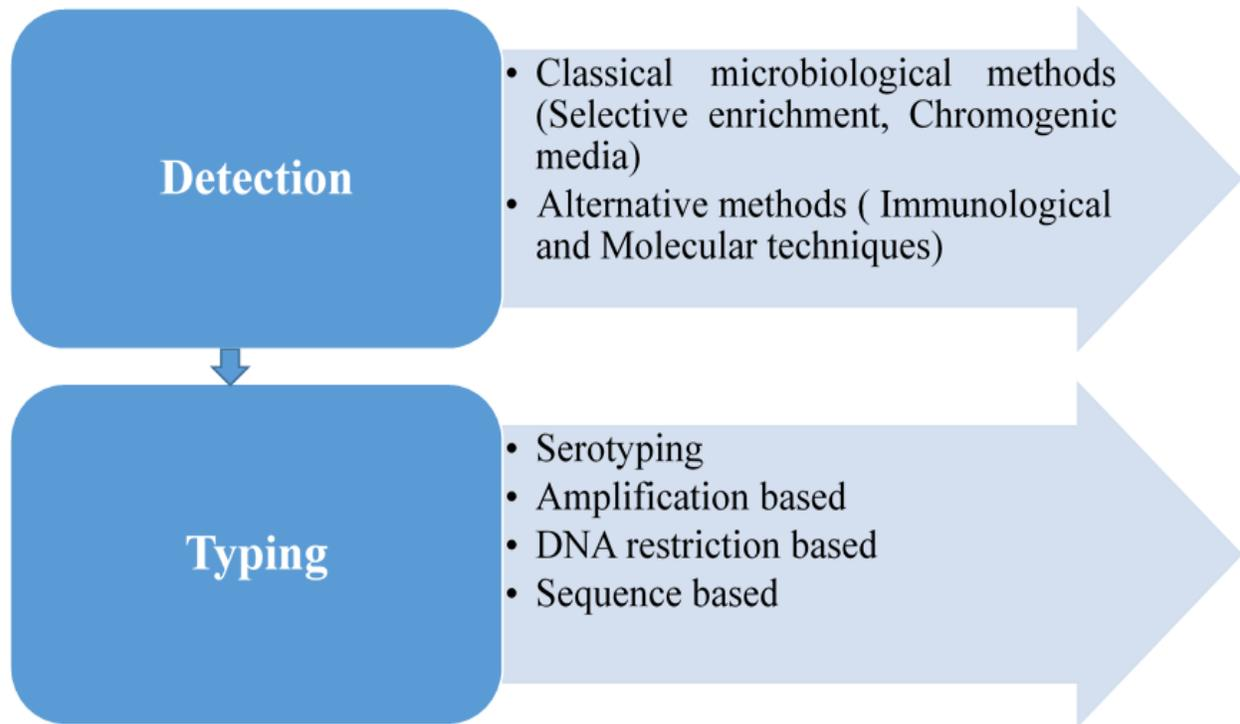 Detection
• Classical microbiological methods
(Selective enrichment, Chromogenic
media)
• Alternative methods ( Immunological
and Molecular techniques)
Typing
• Serotyping
• Amplification based
• DNA restriction based
• Sequence based